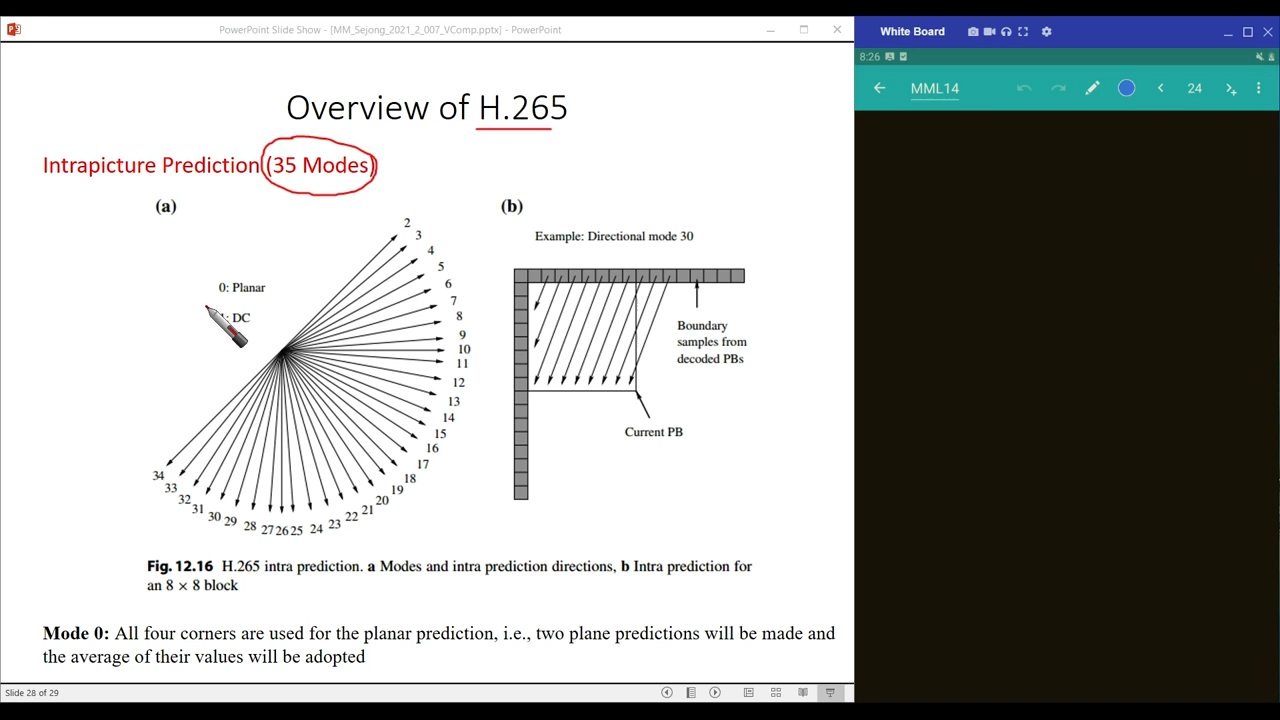 PowerPoint Slide Show - [MM_Sejong_2021_2_007_VComp.pptx] - PowerPoint
White Board
8:26
MML14
24
Overview of H.265
Intrapicture Prediction (35 Modes)
(a)
0: Planar
: DC
2
3
4
5
6
7
8
9
10
11
12
13
14
15
16
17
18
19
20
21
22
23
24
25
26
27
28
29
30
31
32
33
34
(b)
Example: Directional mode 30
Boundary
samples from
decoded PBs
Current PB
Fig. 12.16 H.265 intra prediction. a Modes and intra prediction directions, b Intra prediction for
an 8 × 8 block
Mode 0: All four corners are used for the planar prediction, i.e., two plane predictions will be made and
the average of their values will be adopted
Slide 28 of 29